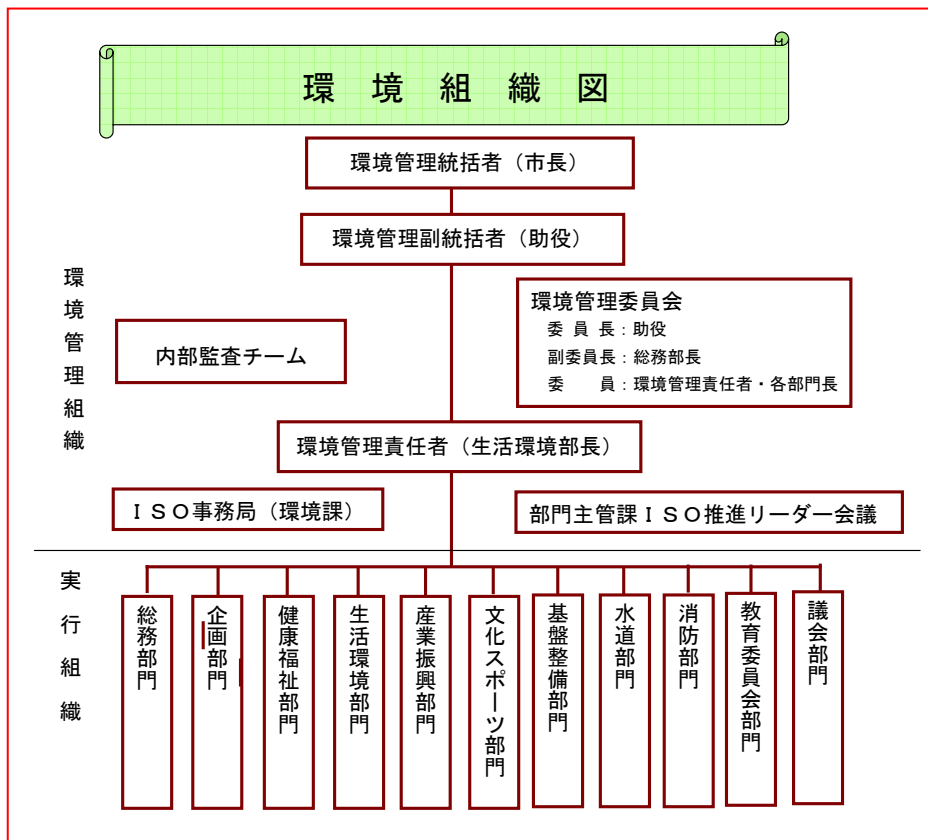 環境組織図
環境管理統括者（市長）
環境管理副統括者（助役）
環境管理組織
環境管理委員会
委員長：助役
副委員長：総務部長
委　　員：環境管理責任者・各部門長
内部監査チーム
環境管理責任者（生活環境部長）
ＩＳＯ事務局（環境課）
部門主管課ＩＳＯ推進リーダー会議
実行組織
総務部門
企画部門
健康福祉部門
生活環境部門
産業振興部門
文化スポーツ部門
基盤整備部門
水道部門
消防部門
教育委員会部門
議会部門